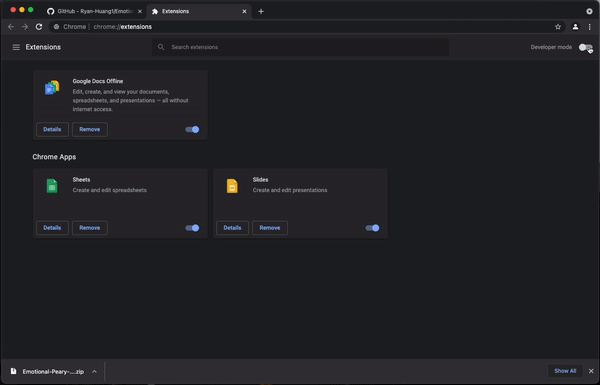 GitHub - Ryan-Huang1/Emotio
Extensions
Chrome
chrome://extensions
Extensions
Search extensions
Developer mode
Google Docs Offline
Edit, create, and view your documents,
spreadsheets, and presentations — all without
internet access.
Details
Remove
Chrome Apps
Sheets
Create and edit spreadsheets
Details
Remove
Slides
Create and edit presentations
Details
Remove
Emotional-Peary-....zip
Show All